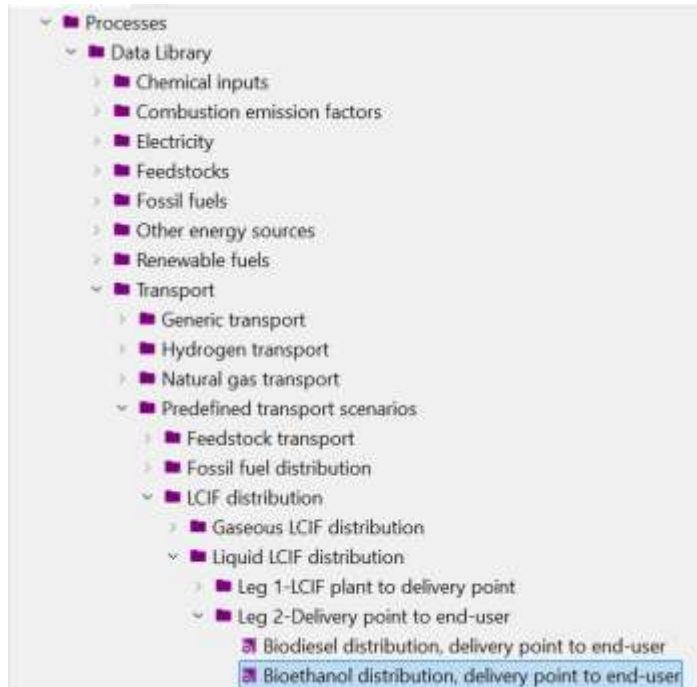 Processes
Data Library
Chemical inputs
Combustion emission factors
Electricity
Feedstocks
Fossil fuels
Other energy sources
Renewable fuels
Transport
Generic transport
Hydrogen transport
Natural gas transport
Predefined transport scenarios
Feedstock transport
Fossil fuel distribution
LCIF distribution
Gaseous LCIF distribution
Liquid LCIF distribution
Leg 1-LCIF plant to delivery point
Leg 2-Delivery point to end-user
Biodiesel distribution, delivery point to end-user
Bioethanol distribution, delivery point to end-user